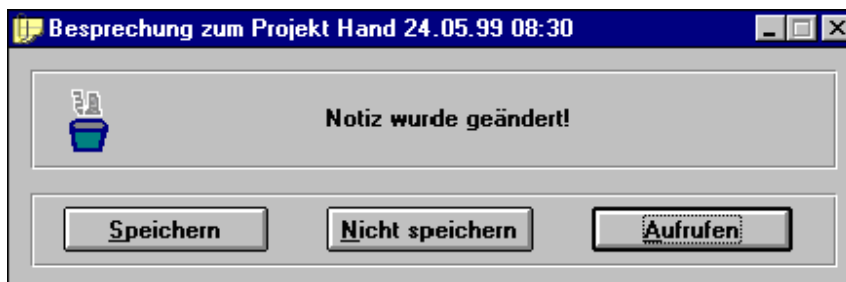 Besprechung zum Projekt Hand 24.05.99 08:30
Notiz wurde geändert!
Speichern Nicht speichern Aufrufen